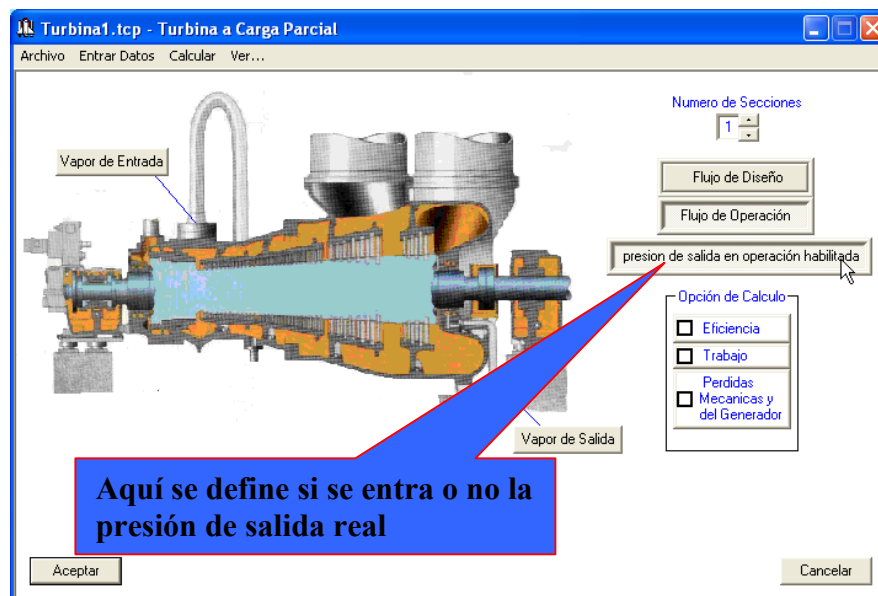 Turbina1.tcp - Turbina a Carga Parcial
Archivo Entrar Datos Calcular Ver...
Numero de Secciones
1
Vapor de Entrada
Flujo de Diseño
Flujo de Operación
presion de salida en operación habilitada
Opción de Calculo
Eficiencia
Trabajo
Perdidas
Mecanicas y
del Generador
Vapor de Salida
Aquí se define si se entra o no la
presión de salida real
Aceptar
Cancelar